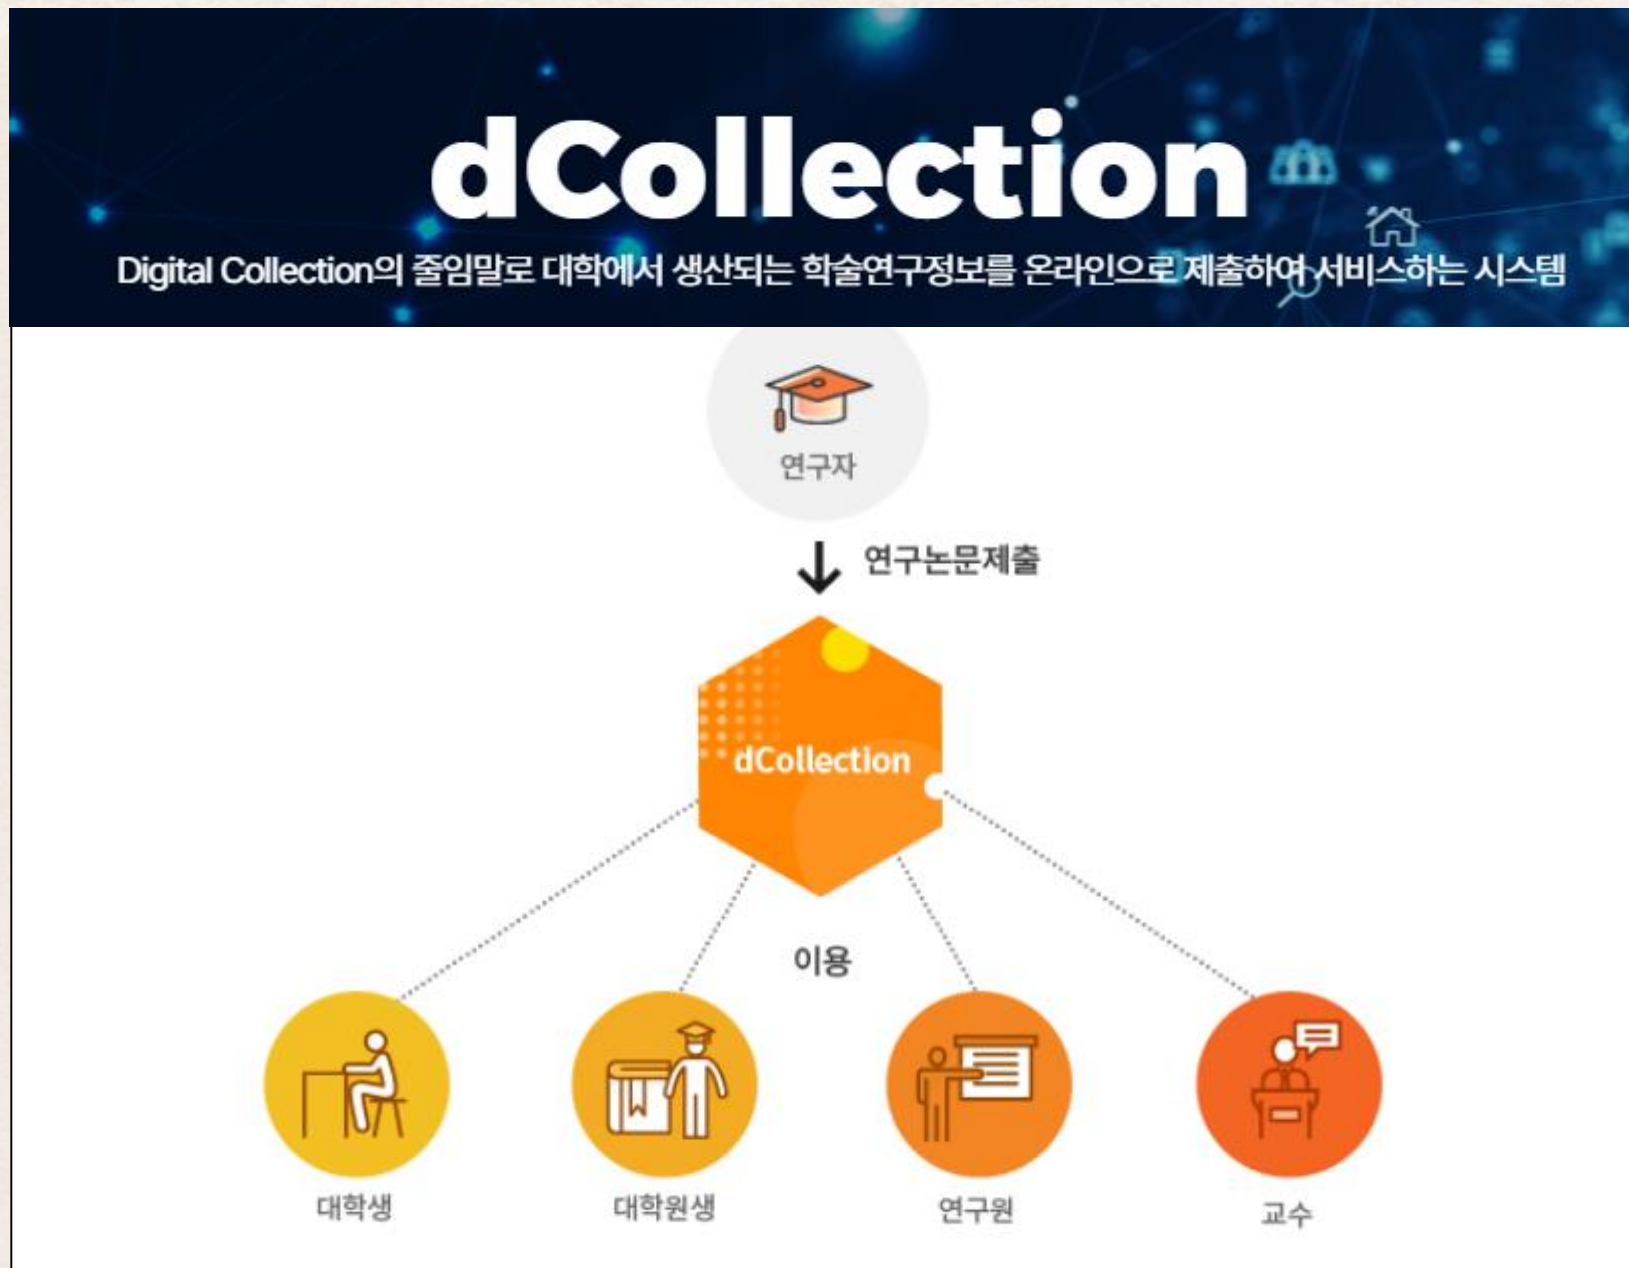 dCollection
Digital Collection의 줄임말로 대학에서 생산되는 학술연구정보를 온라인으로 제출하여 서비스하는 시스템
연구자
연구논문제출
dCollection
이용
대학생
대학원생
연구원
교수